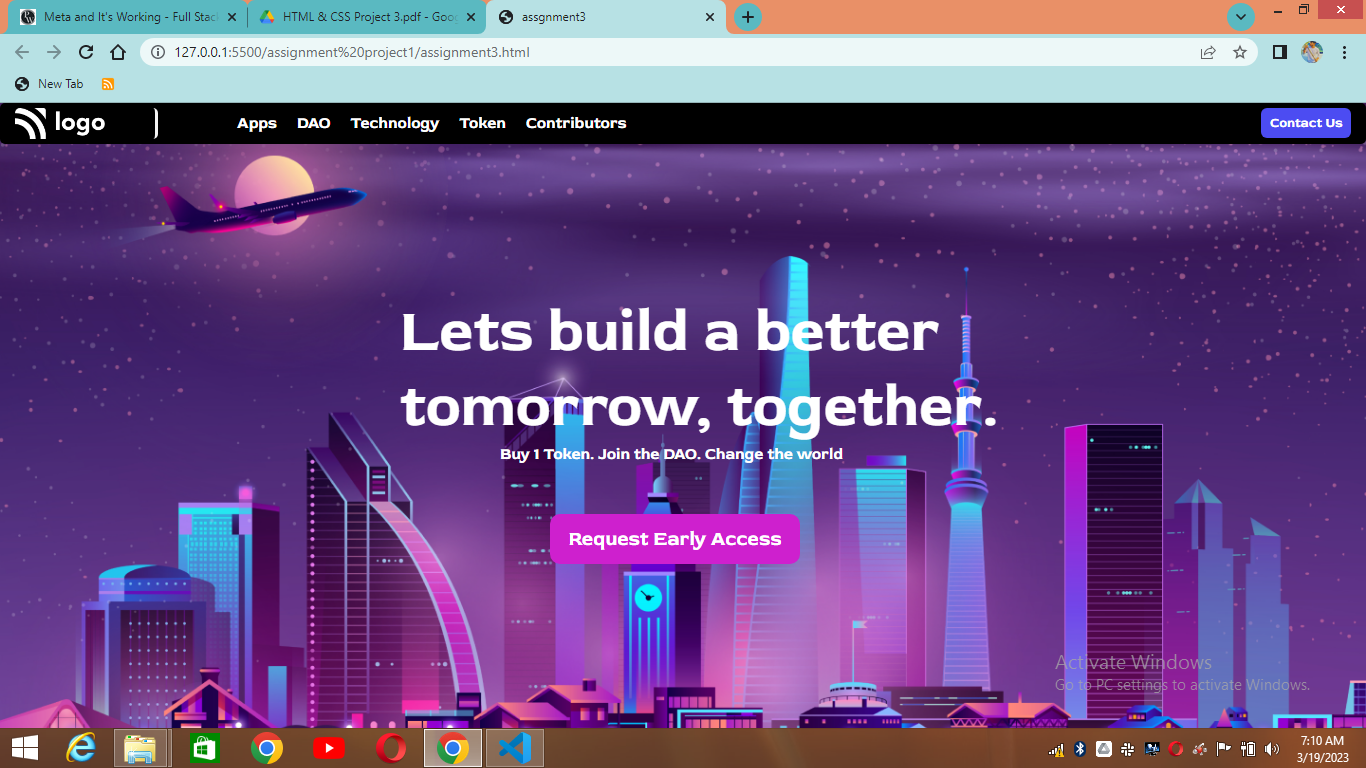 Meta and It's Working - Full Stac
HTML & CSS Project 3.pdf - Goo
assgnment3
127.0.0.1:5500/assignment%20project1/assignment3.html
New Tab
logo
Apps DAO Technology Token Contributors
Contact Us
Lets build a better
tomorrow, together.
Buy 1 Token. Join the DAO. Change the world
Request Early Access
Activate Windows
Go to PC settings to activate Windows.
7:10 AM
3/19/2023